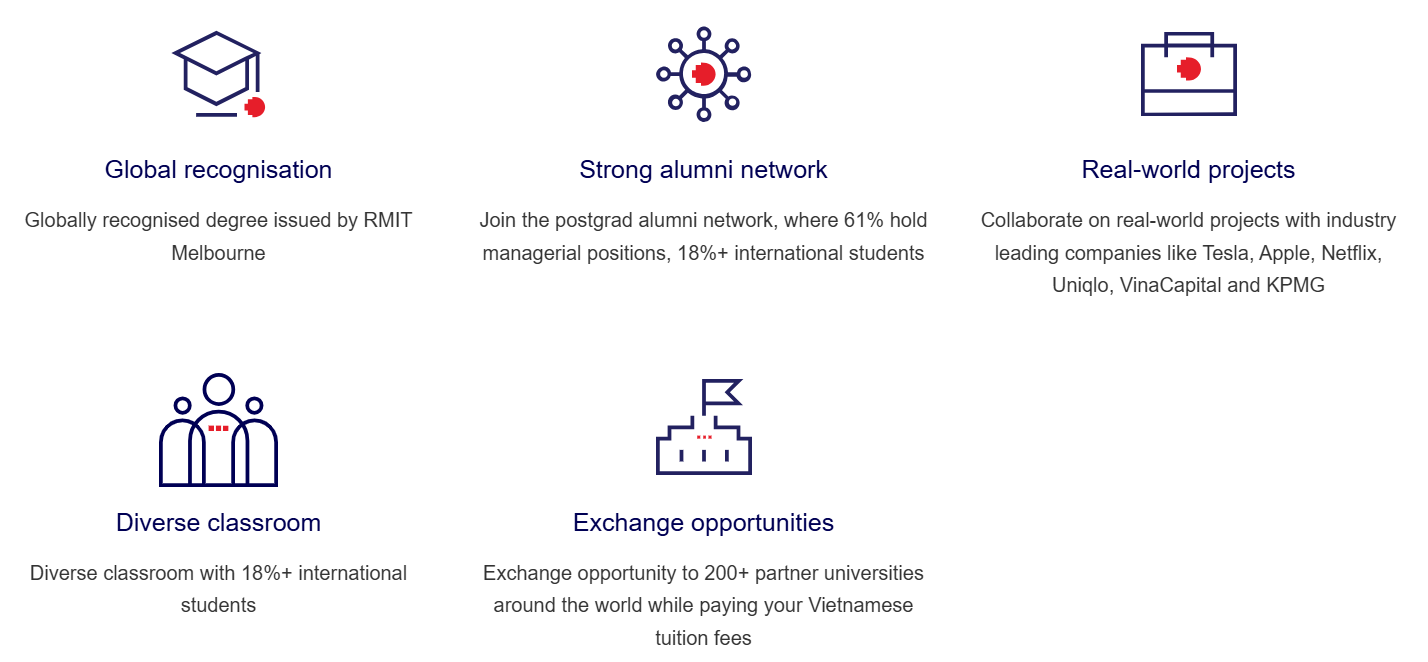 Global recognisation
Globally recognised degree issued by RMIT
Melbourne
Strong alumni network
Join the postgrad alumni network, where 61% hold
managerial positions, 18%+ international students
Real-world projects
Collaborate on real-world projects with industry
leading companies like Tesla, Apple, Netflix,
Uniqlo, VinaCapital and KPMG
Diverse classroom
Diverse classroom with 18%+ international
students
Exchange opportunities
Exchange opportunity to 200+ partner universities
around the world while paying your Vietnamese
tuition fees